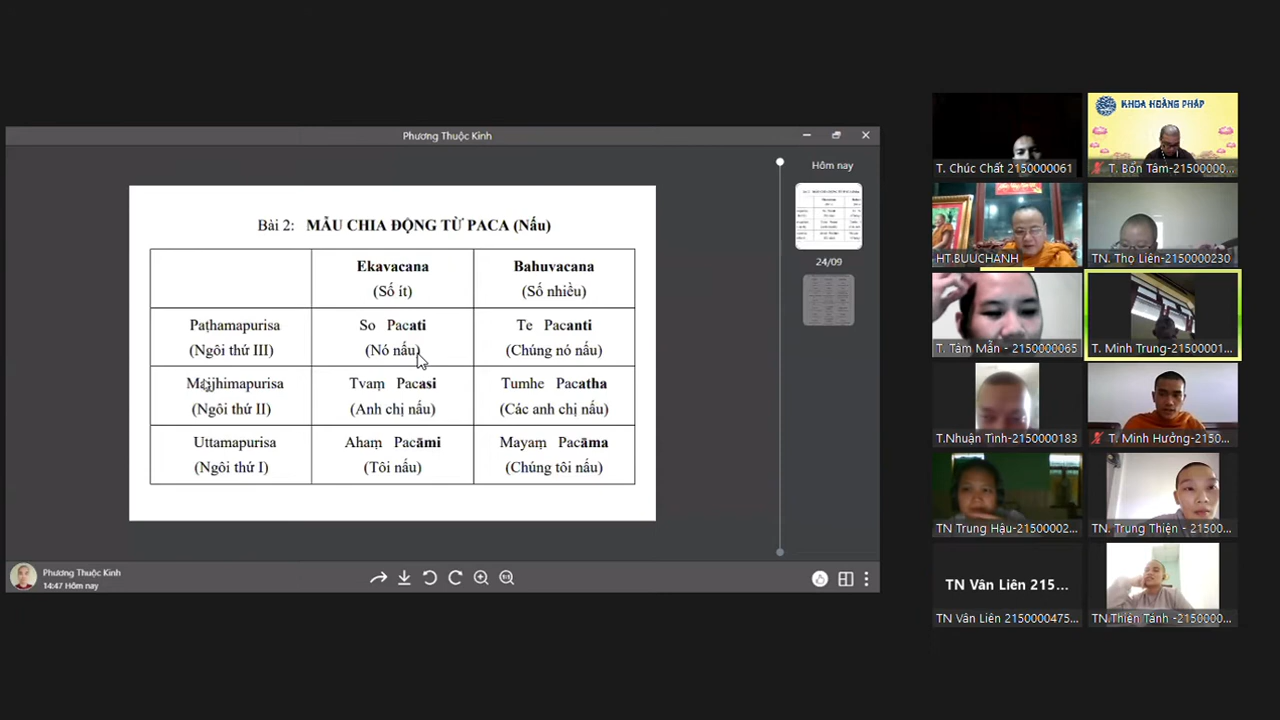 Phương Thuộc Kinh
Hôm nay
24/09
Bài 2: MẪU CHIA ĐỘNG TỪ PACA (Nấu)
Ekavacana
(Số ít)
Bahuvacana
(Số nhiều)
Paṭhamapurisa
(Ngôi thứ III)
So Pacati
(Nó nấu)
Te Pacanti
(Chúng nó nấu)
Majjhimapurisa
(Ngôi thứ II)
Tvaṃ Pacasi
(Anh chị nấu)
Tumhe Pacatha
(Các anh chị nấu)
Uttamapurisa
(Ngôi thứ I)
Ahaṃ Pacāmi
(Tôi nấu)
Mayaṃ Pacāma
(Chúng tôi nấu)
Phương Thuộc Kinh
14:47 Hôm nay
T. Chúc Chất 2150000061
KHOA HOẰNG PHÁP
T. Bổn Tâm-2150000...
HT.BUUCHANH
TN. Thọ Liên-2150000230
T. Tâm Mẫn - 2150000065
T. Minh Trung-21500001...
T.Nhuận Tình-2150000183
T. Minh Hưởng-2150...
TN Trung Hậu-21500002...
TN. Trung Thiện - 21500...
TN Vân Liên 215...
TN Vân Liên 2150000475...
TN.Thiện Tánh -2150000...